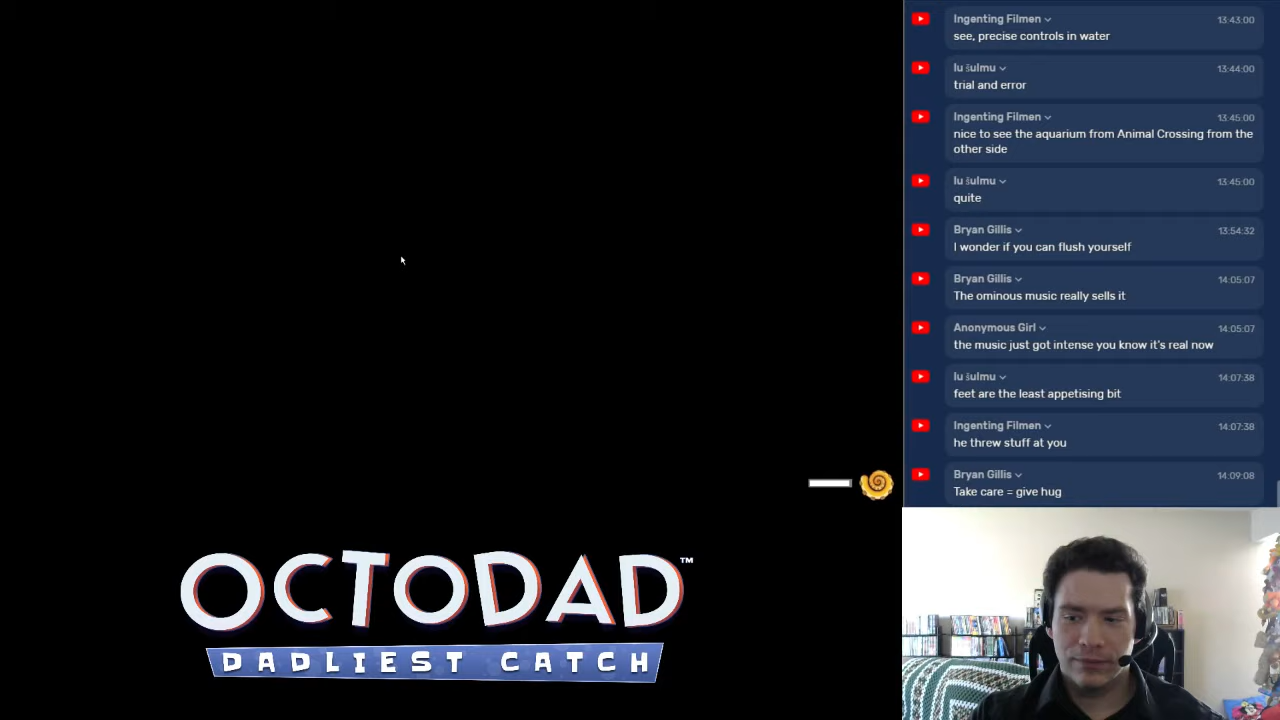 Ingenting Filmen 13:43:00
see, precise controls in water
lu šulmu 13:44:00
trial and error
Ingenting Filmen 13:45:00
nice to see the aquarium from Animal Crossing from the
other side
lu šulmu 13:45:00
quite
Bryan Gillis 13:54:32
I wonder if you can flush yourself
Bryan Gillis 14:05:07
The ominous music really sells it
Anonymous Girl 14:05:07
the music just got intense you know it's real now
lu šulmu 14:07:38
feet are the least appetising bit
Ingenting Filmen 14:07:38
he threw stuff at you
Bryan Gillis 14:09:08
Take care = give hug
OCTODAD™
DADLIEST CATCH